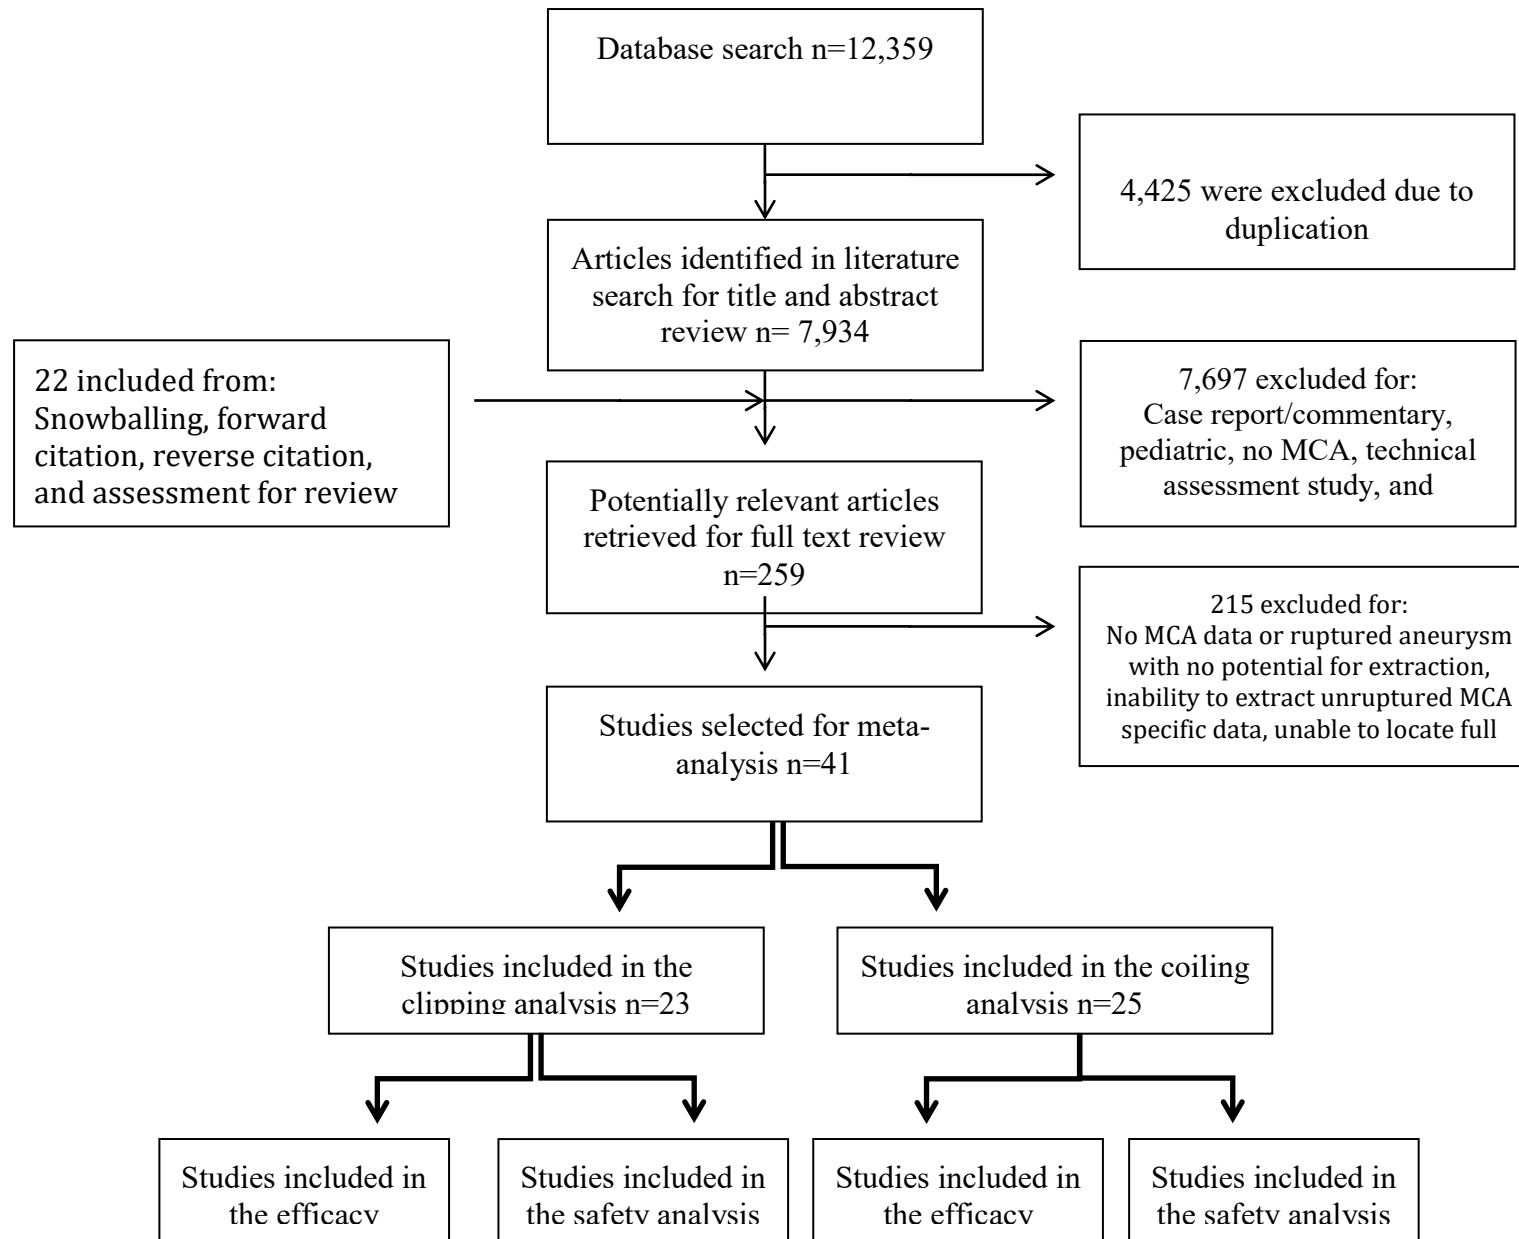 Database search n=12,359
4,425 were excluded due to
duplication
Articles identified in literature
search for title and abstract
review n= 7,934
22 included from:
Snowballing, forward
citation, reverse citation,
and assessment for review
7,697 excluded for:
Case report/commentary,
pediatric, no MCA, technical
assessment study, and
Potentially relevant articles
retrieved for full text review
n=259
215 excluded for:
No MCA data or ruptured aneurysm
with no potential for extraction,
inability to extract unruptured MCA
specific data, unable to locate full
Studies selected for meta-
analysis n=41
Studies included in the
clipping analysis n=23
Studies included in the coiling
analysis n=25
Studies included in
the efficacy
Studies included in
the safety analysis
Studies included in
the efficacy
Studies included in
the safety analysis